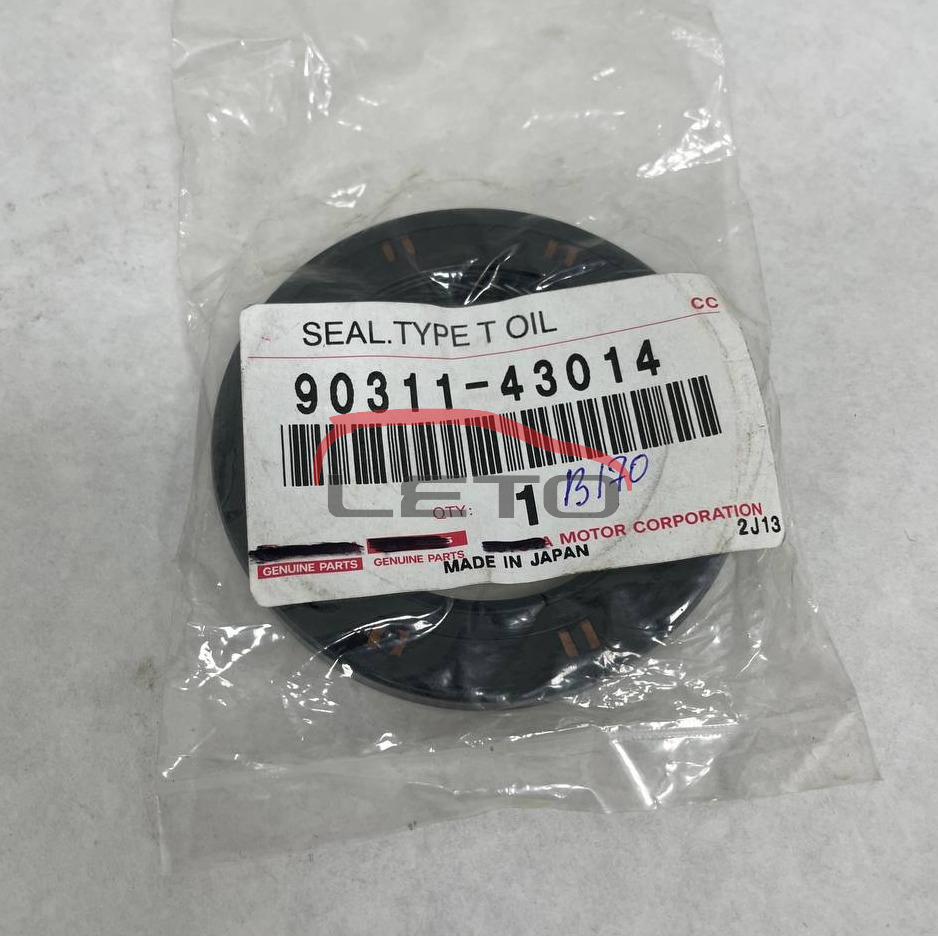 CC
SEAL.TYPE T OIL
90311-43014
LETO
QTY: 1 B170
A MOTOR CORPORATION
GENUINE PARTS GENUINE PARTS MADE IN JAPAN 2J13